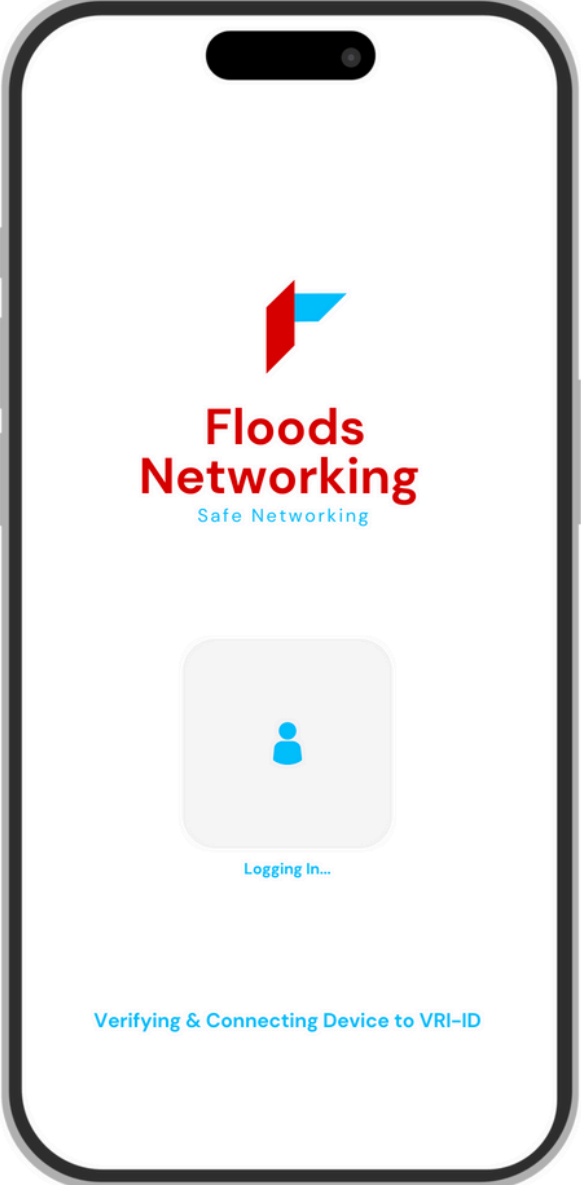 Floods
Networking
Safe Networking
Logging In...
Verifying & Connecting Device to VRI-ID